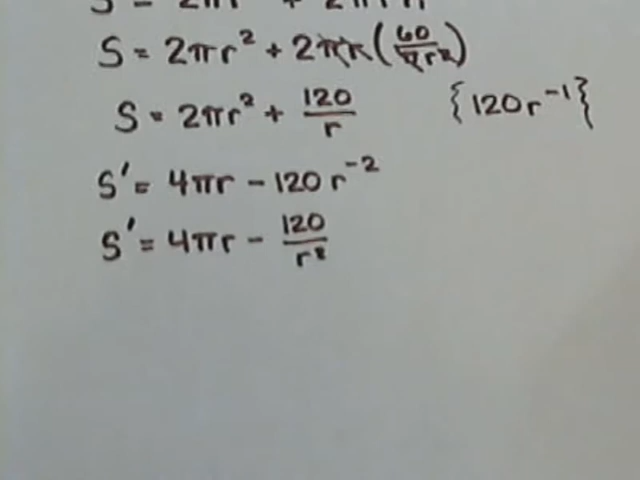 S = 2πr² + 2πr(60/πr²)
S = 2πr² + 120/r {120r⁻¹}
S' = 4πr - 120r⁻²
S' = 4πr - 120/r²